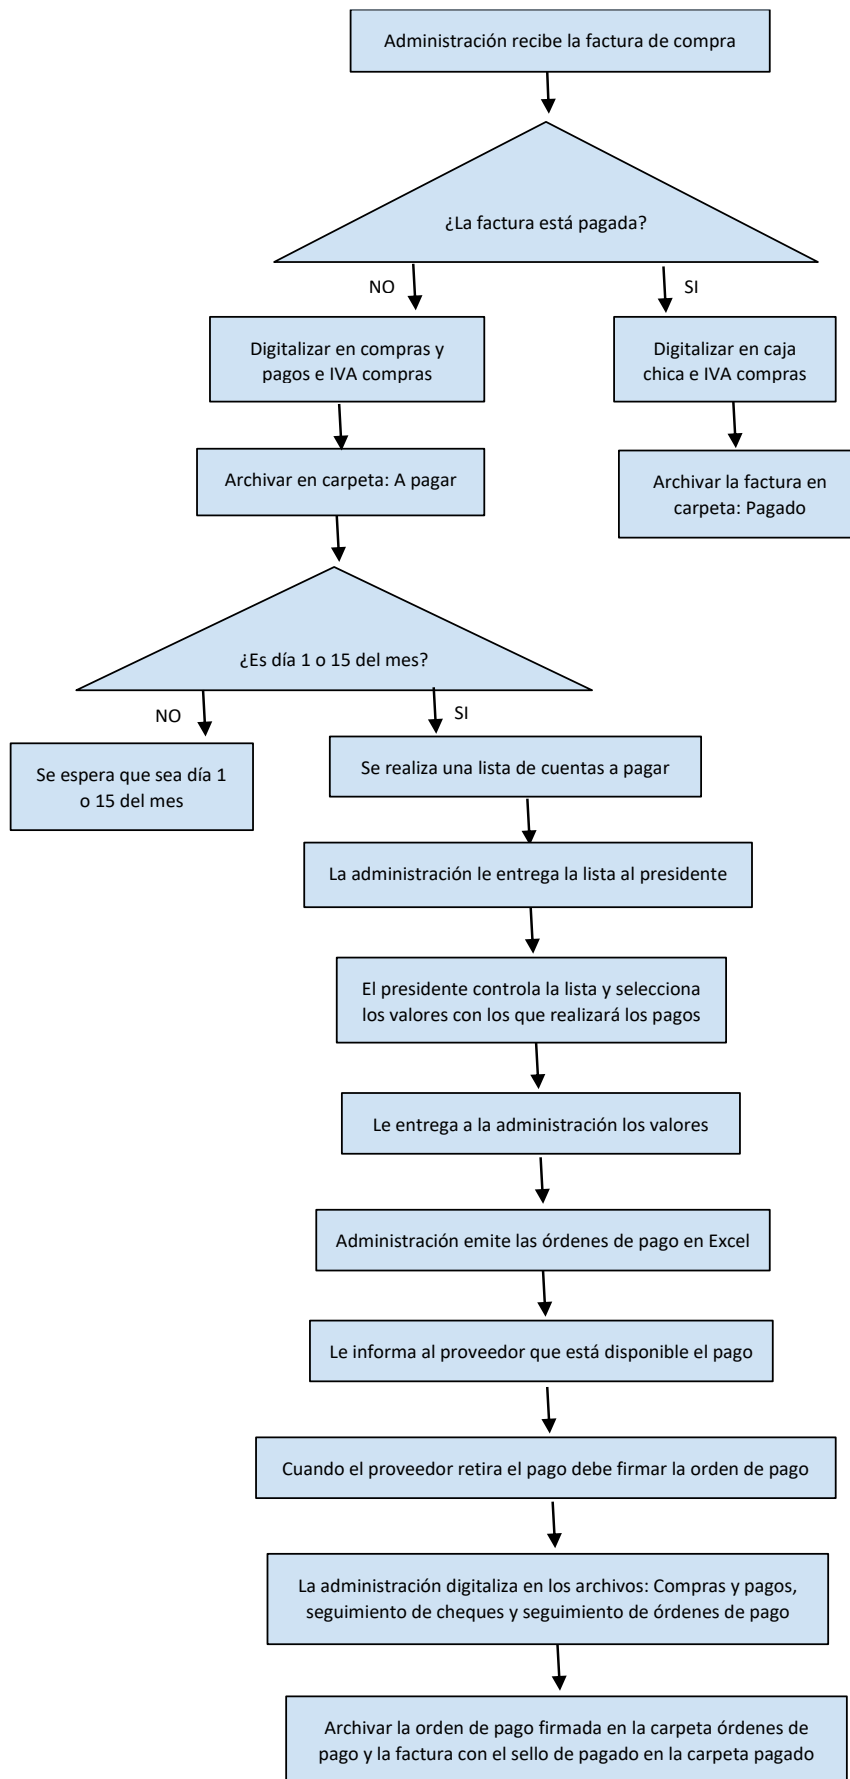 Administración recibe la factura de compra
¿La factura está pagada?
NO
SI
Digitalizar en compras y
pagos e IVA compras
Digitalizar en caja
chica e IVA compras
Archivar en carpeta: A pagar
Archivar la factura en
carpeta: Pagado
¿Es día 1 o 15 del mes?
NO
SI
Se espera que sea día 1
o 15 del mes
Se realiza una lista de cuentas a pagar
La administración le entrega la lista al presidente
El presidente controla la lista y selecciona
los valores con los que realizará los pagos
Le entrega a la administración los valores
Administración emite las órdenes de pago en Excel
Le informa al proveedor que está disponible el pago
Cuando el proveedor retira el pago debe firmar la orden de pago
La administración digitaliza en los archivos: Compras y pagos,
seguimiento de cheques y seguimiento de órdenes de pago
Archivar la orden de pago firmada en la carpeta órdenes de
pago y la factura con el sello de pagado en la carpeta pagado